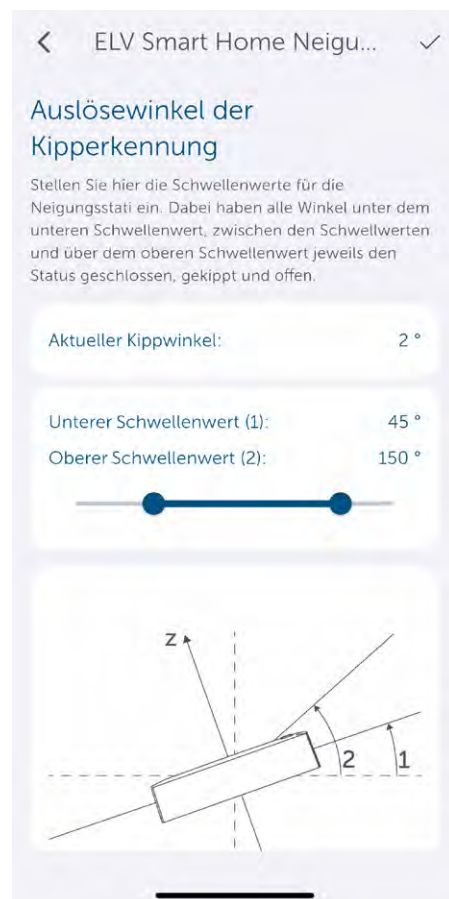 ELV Smart Home Neigu...
Auslösewinkel der
Kipperkennung
Stellen Sie hier die Schwellenwerte für die
Neigungsstati ein. Dabei haben alle Winkel unter dem
unteren Schwellenwert, zwischen den Schwellwerten
und über dem oberen Schwellenwert jeweils den
Status geschlossen, gekippt und offen.
Aktueller Kippwinkel: 2 °
Unterer Schwellenwert (1): 45 °
Oberer Schwellenwert (2): 150 °
z
2 1